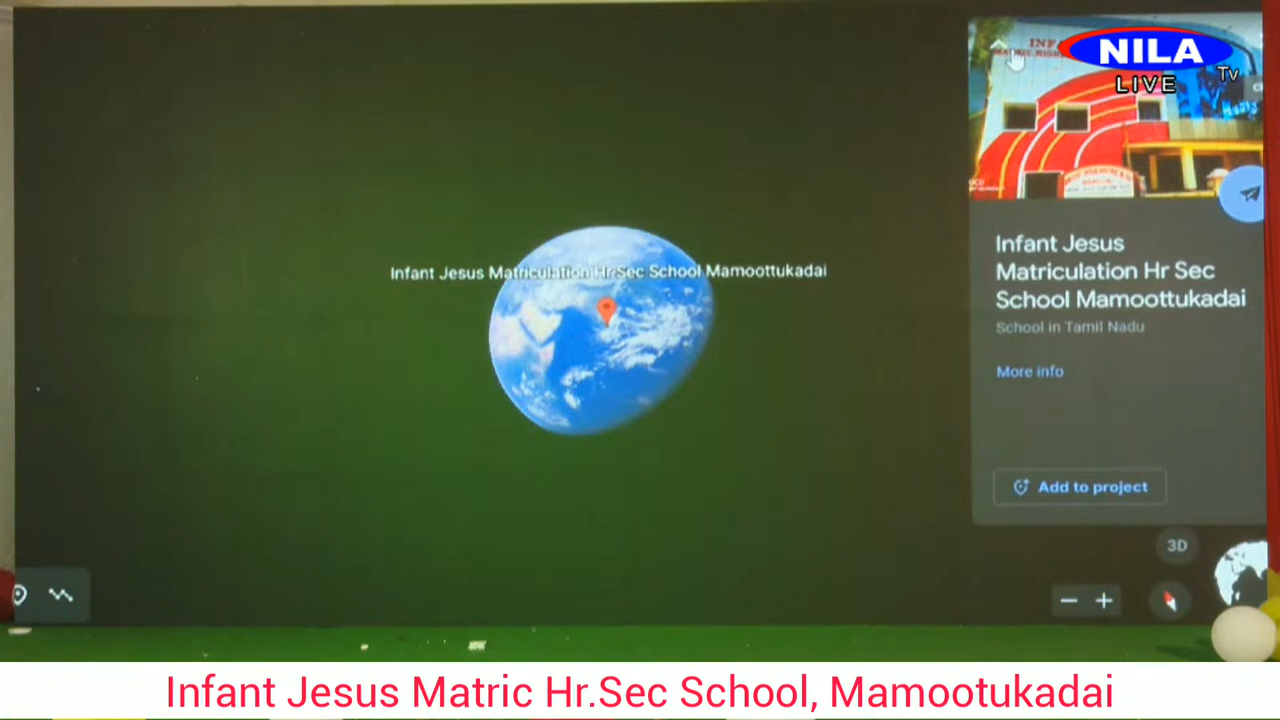 NILA
Tv
LIVE
Infant Jesus Matriculation Hr Sec School Mamoottukadai
Infant Jesus
Matriculation Hr Sec
School Mamoottukadai
School in Tamil Nadu
More info
Add to project
3D
Infant Jesus Matric Hr.Sec School, Mamootukadai